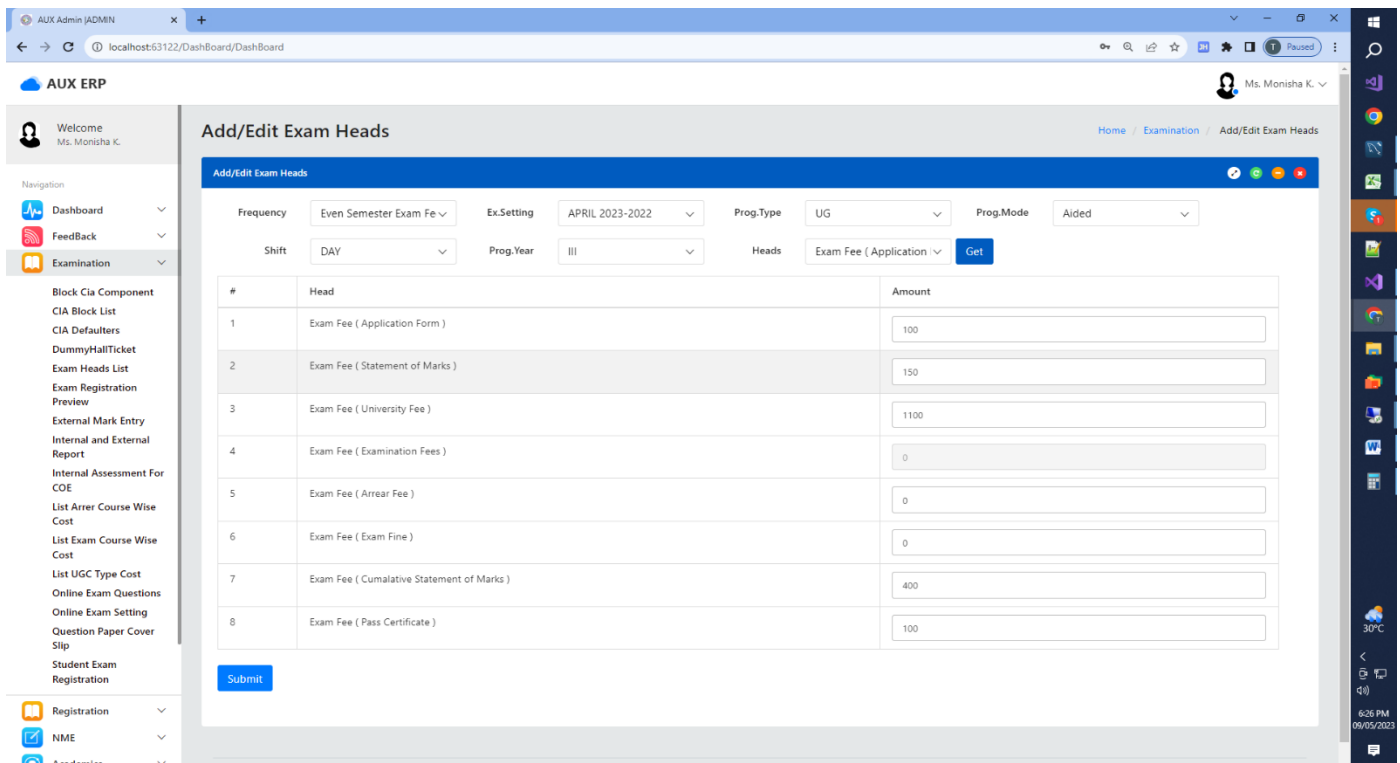 AUX Admin |ADMIN
localhost:63122/DashBoard/DashBoard
Paused
AUX ERP
Ms. Monisha K.
Welcome
Ms. Monisha K.
Navigation
Dashboard
FeedBack
Examination
Block Cia Component
CIA Block List
CIA Defaulters
DummyHallTicket
Exam Heads List
Exam Registration
Preview
External Mark Entry
Internal and External
Report
Internal Assessment For
COE
List Arrer Course Wise
Cost
List Exam Course Wise
Cost
List UGC Type Cost
Online Exam Questions
Online Exam Setting
Question Paper Cover
Slip
Student Exam
Registration
Registration
NME
Add/Edit Exam Heads
Home / Examination / Add/Edit Exam Heads
Add/Edit Exam Heads
Frequency Even Semester Exam Fe Ex.Setting APRIL 2023-2022 Prog.Type UG Prog.Mode Aided
Shift DAY Prog.Year III Heads Exam Fee ( Application Get
# Head Amount
1 Exam Fee ( Application Form ) 100
2 Exam Fee ( Statement of Marks ) 150
3 Exam Fee ( University Fee ) 1100
4 Exam Fee ( Examination Fees ) 0
5 Exam Fee ( Arrear Fee ) 0
6 Exam Fee ( Exam Fine ) 0
7 Exam Fee ( Cumalative Statement of Marks ) 400
8 Exam Fee ( Pass Certificate ) 100
Submit
30°C
6:26 PM
09/05/2023